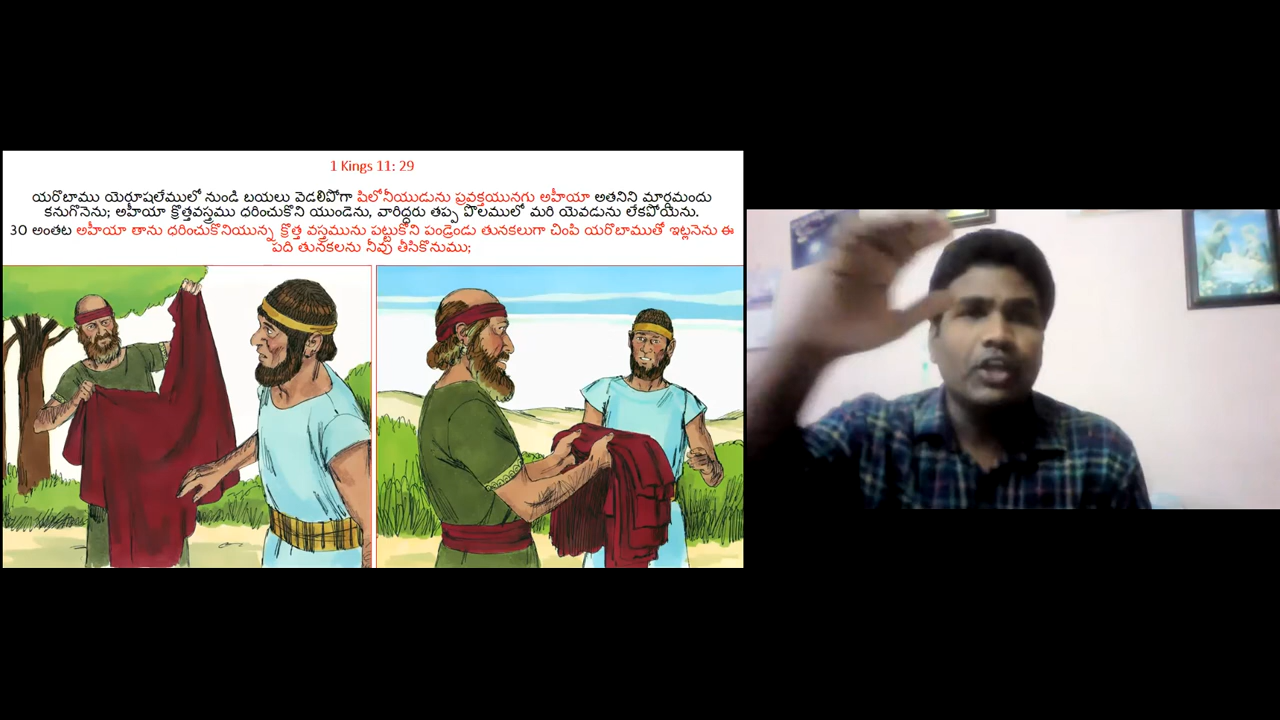 1 Kings 11: 29
యరొబాము యెరూషలేములో నుండి బయలు వెడలిపోగా షిలోనీయుడును ప్రవక్తయునగు అహీయా అతనిని మార్గమందు
కనుగొనెను; అహీయా క్రొత్తవస్త్రము ధరించుకొని యుండెను, వారిద్దరు తప్ప పొలములో మరి యెవడును లేకపోయెను.
30 అంతట అహీయా తాను ధరించుకొనియున్న క్రొత్త వస్త్రమును పట్టుకొని పండ్రెండు తునకలుగా చింపి యరొబాముతో ఇట్లనెను ఈ
పది తునకలను నీవు తీసికొనుము;